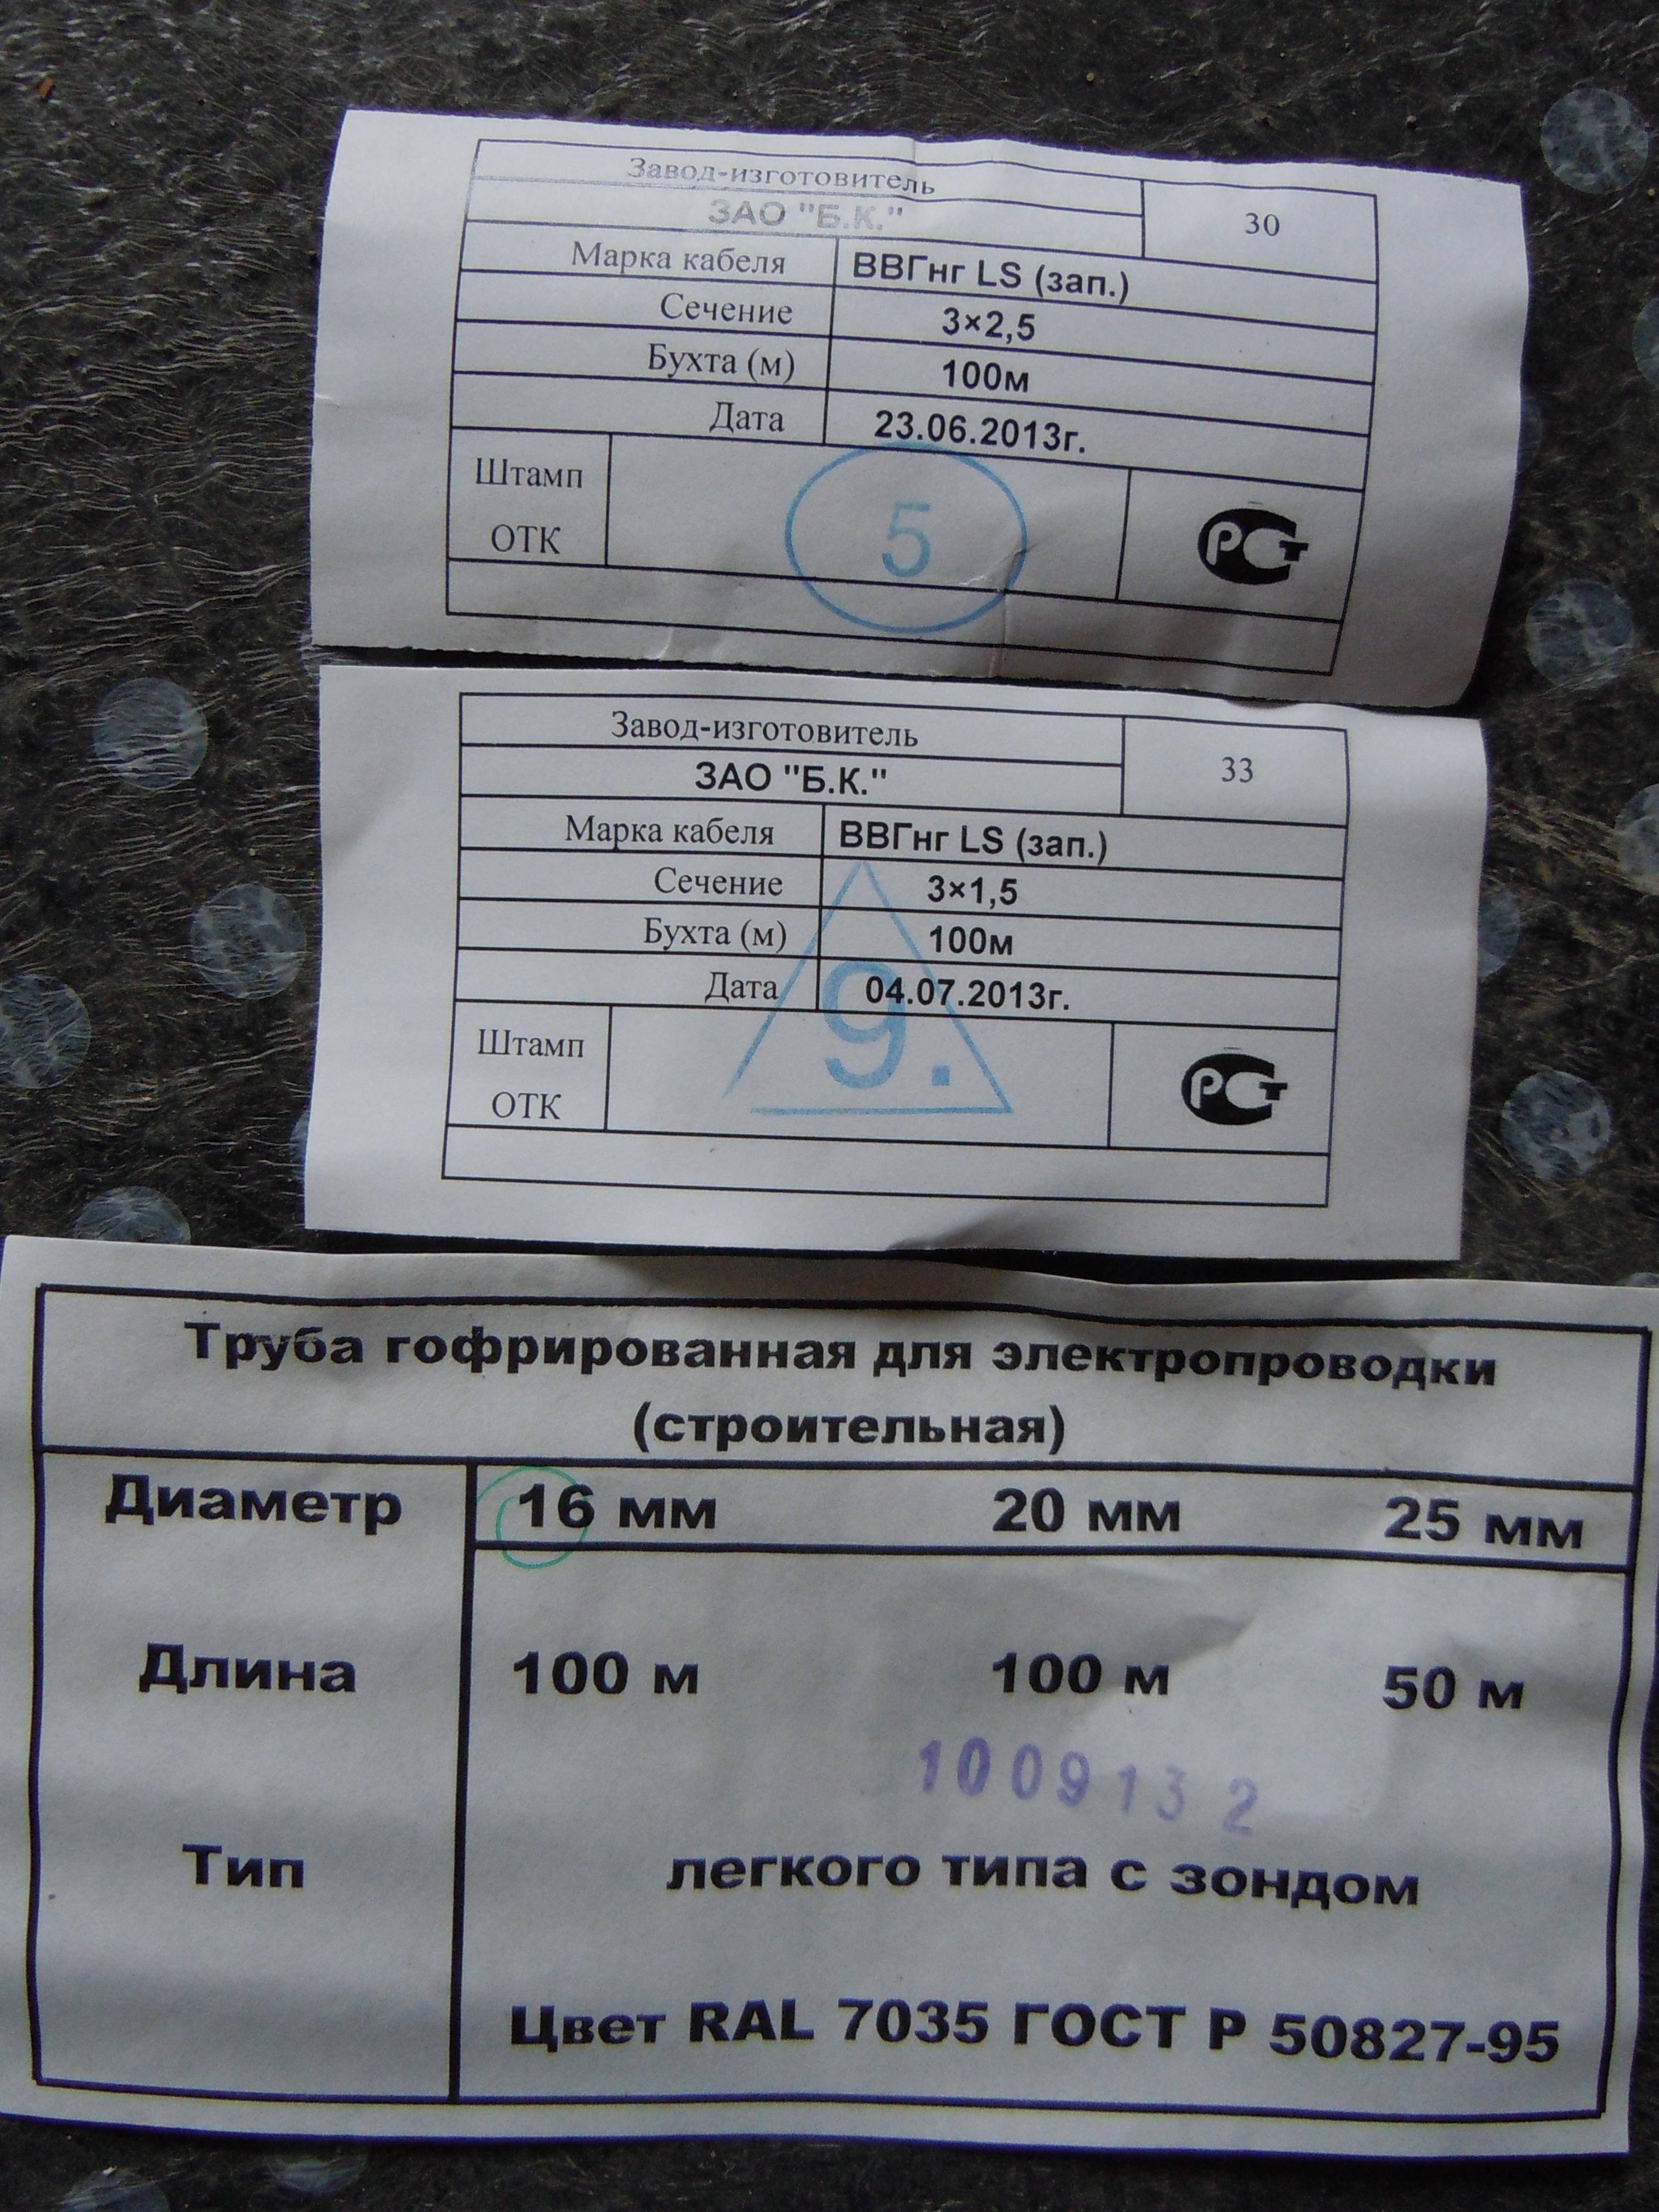 Завод-изготовитель
ЗАО "Б.К."
30
Марка кабеля ВВГнг LS (зап.)
Сечение 3×2,5
Бухта (м) 100м
Дата 23.06.2013г.
Штамп
ОТК
5
РСТ
Завод-изготовитель
ЗАО "Б.К."
33
Марка кабеля ВВГнг LS (зап.)
Сечение 3×1,5
Бухта (м) 100м
Дата 04.07.2013г.
Штамп
ОТК
9.
РСТ
Труба гофрированная для электропроводки
(строительная)
Диаметр 16 мм 20 мм 25 мм
Длина 100 м 100 м 50 м
1009132
Тип легкого типа с зондом
Цвет RAL 7035 ГОСТ Р 50827-95